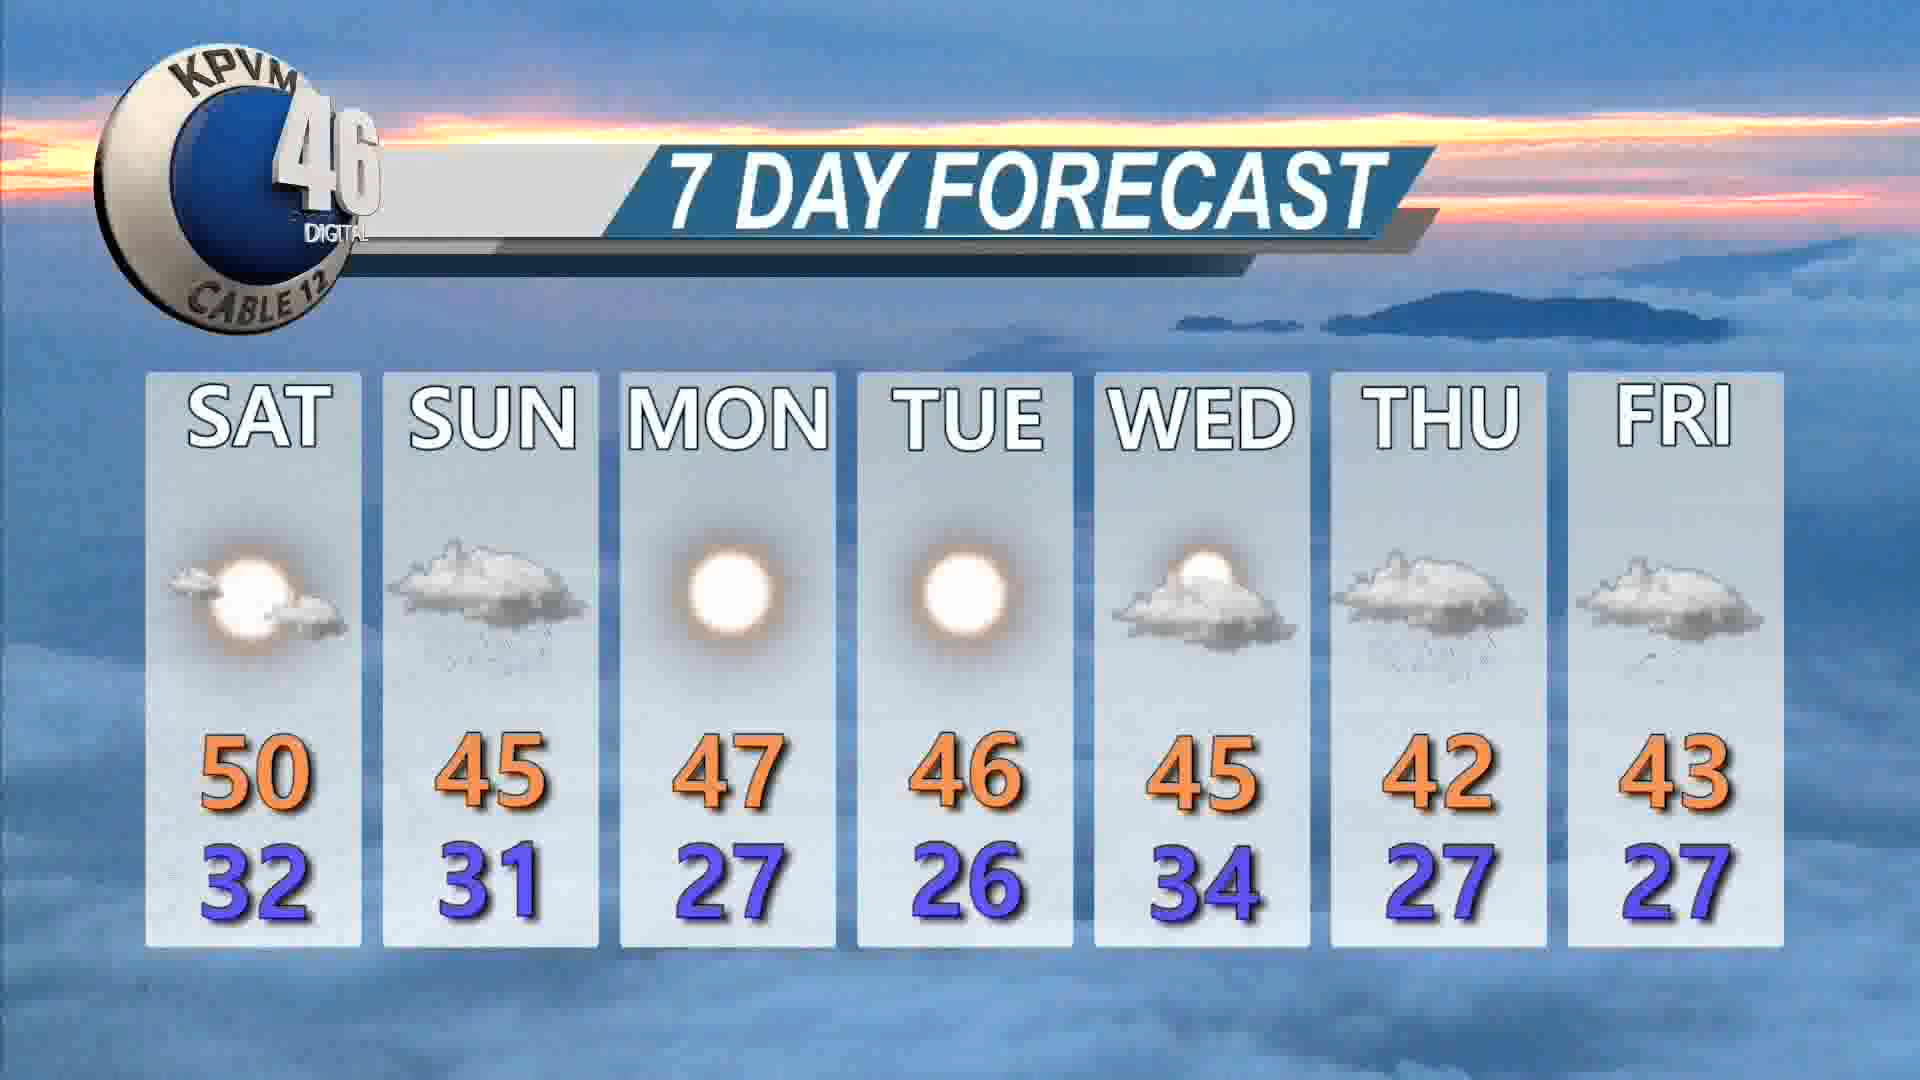 KPVM
46
DIGITAL
CABLE 12
7 DAY FORECAST
SAT SUN MON TUE WED THU FRI
50 45 47 46 45 42 43
32 31 27 26 34 27 27